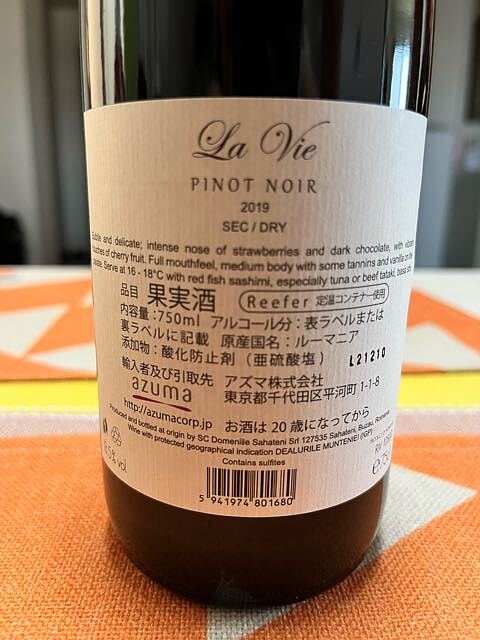 La Vie
PINOT NOIR
2019
SEC / DRY
Subtle and delicate; intense nose of strawberries and dark chocolate, with vibrant
touches of cherry fruit. Full mouthfeel, medium body with some tannins and vanilla on the
palate. Serve at 16 - 18°C with red fish sashimi, especially tuna or beef tataki, bassa
品目 果実酒 Reefer 定温コンテナー使用
内容量:750ml アルコール分:表ラベルまたは
裏ラベルに記載 原産国名:ルーマニア
添加物:酸化防止剤(亜硫酸塩) L21210
輸入者及び引取先 アズマ株式会社
azuma 東京都千代田区平河町 1-1-8
http://azumacorp.jp お酒は 20 歳になってから
Produced and bottled at origin by SC Domeniile Sahateni Srl 127535 Sahateni, Buzau, Romania
Wine with protected geographical indication DEALURILE MUNTENIEI (IGP)
Contains sulfites
5% vol
5 941974 801680